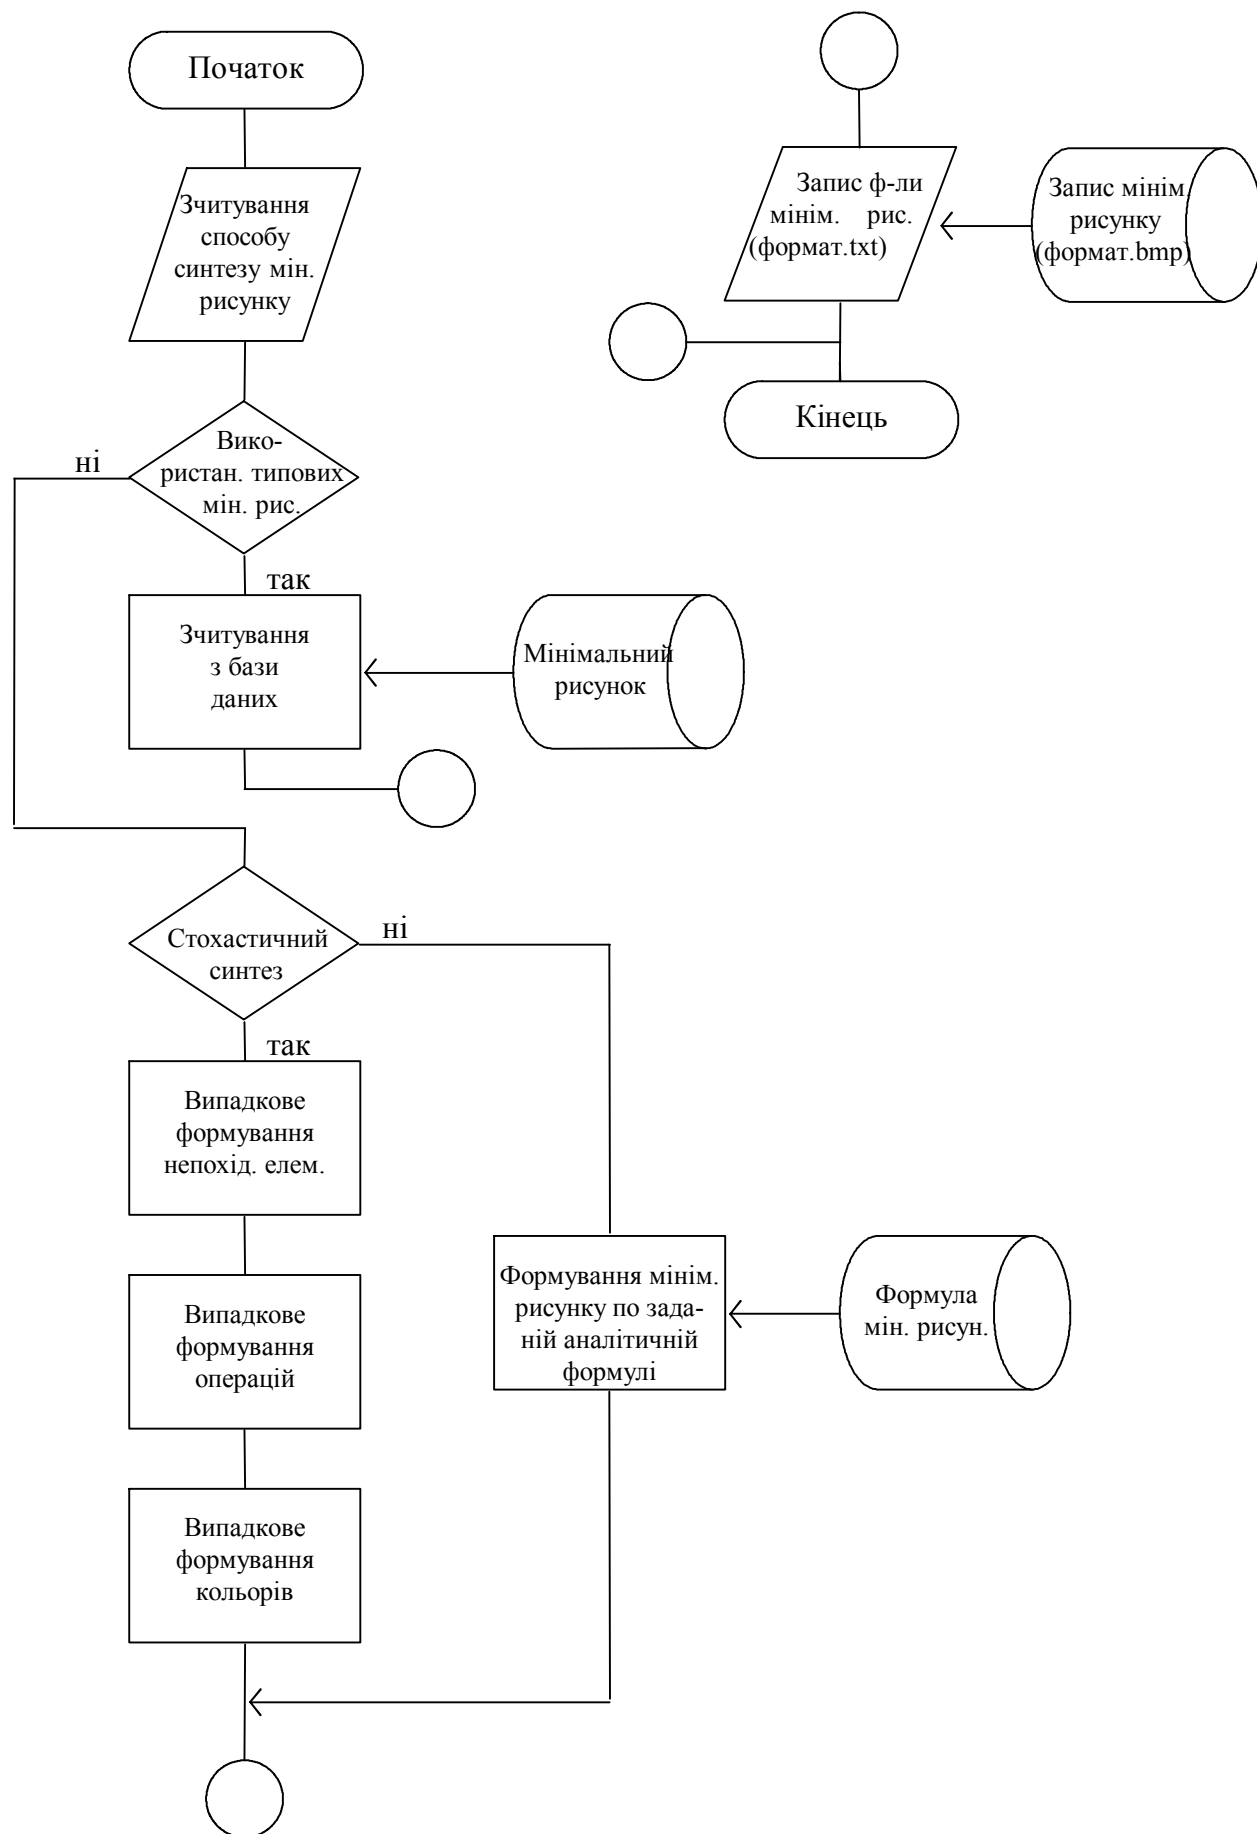 Початок
Зчитування
способу
синтезу мін.
рисунку
Вико-
ристан. типових
мін. рис.
ні
так
Зчитування
з бази
даних
Мінімальний
рисунок
Стохастичний
синтез
ні
так
Випадкове
формування
непохід. елем.
Випадкове
формування
операцій
Випадкове
формування
кольорів
Формування мінім.
рисунку по зада-
ній аналітичній
формулі
Формула
мін. рисун.
Запис ф-ли
мінім. рис.
(формат.txt)
Запис мінім.
рисунку
(формат.bmp)
Кінець